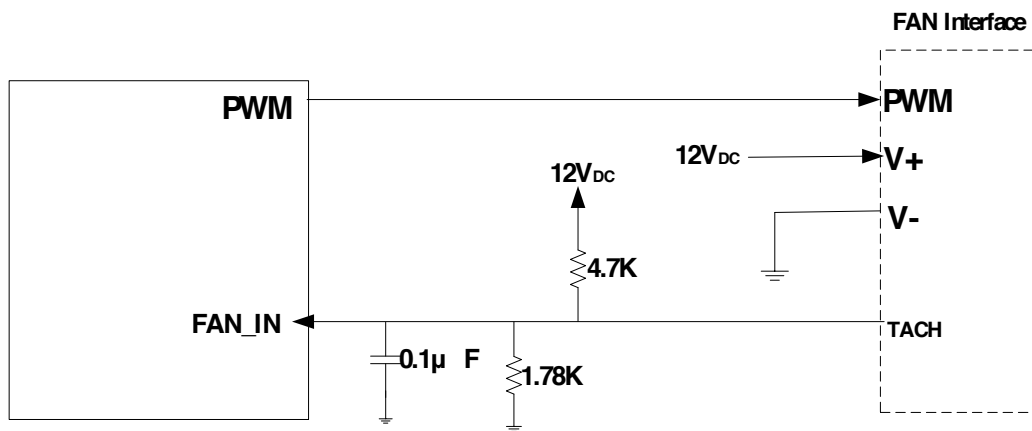 FAN Interface
PWM
PWM
12VDC
V+
12VDC
V-
4.7K
FAN_IN
TACH
0.1µ F
1.78K